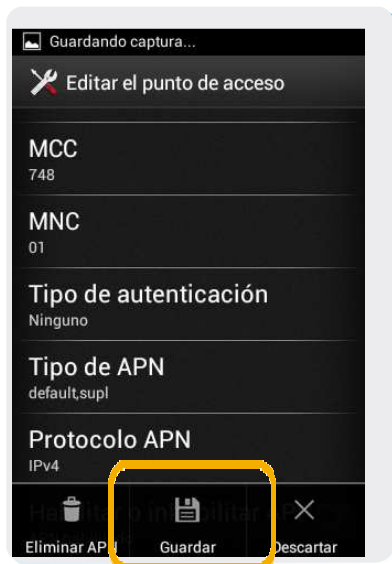 Guardando captura...
Editar el punto de acceso
MCC
748
MNC
01
Tipo de autenticación
Ninguno
Tipo de APN
default,supl
Protocolo APN
IPv4
Eliminar APN Guardar Descartar